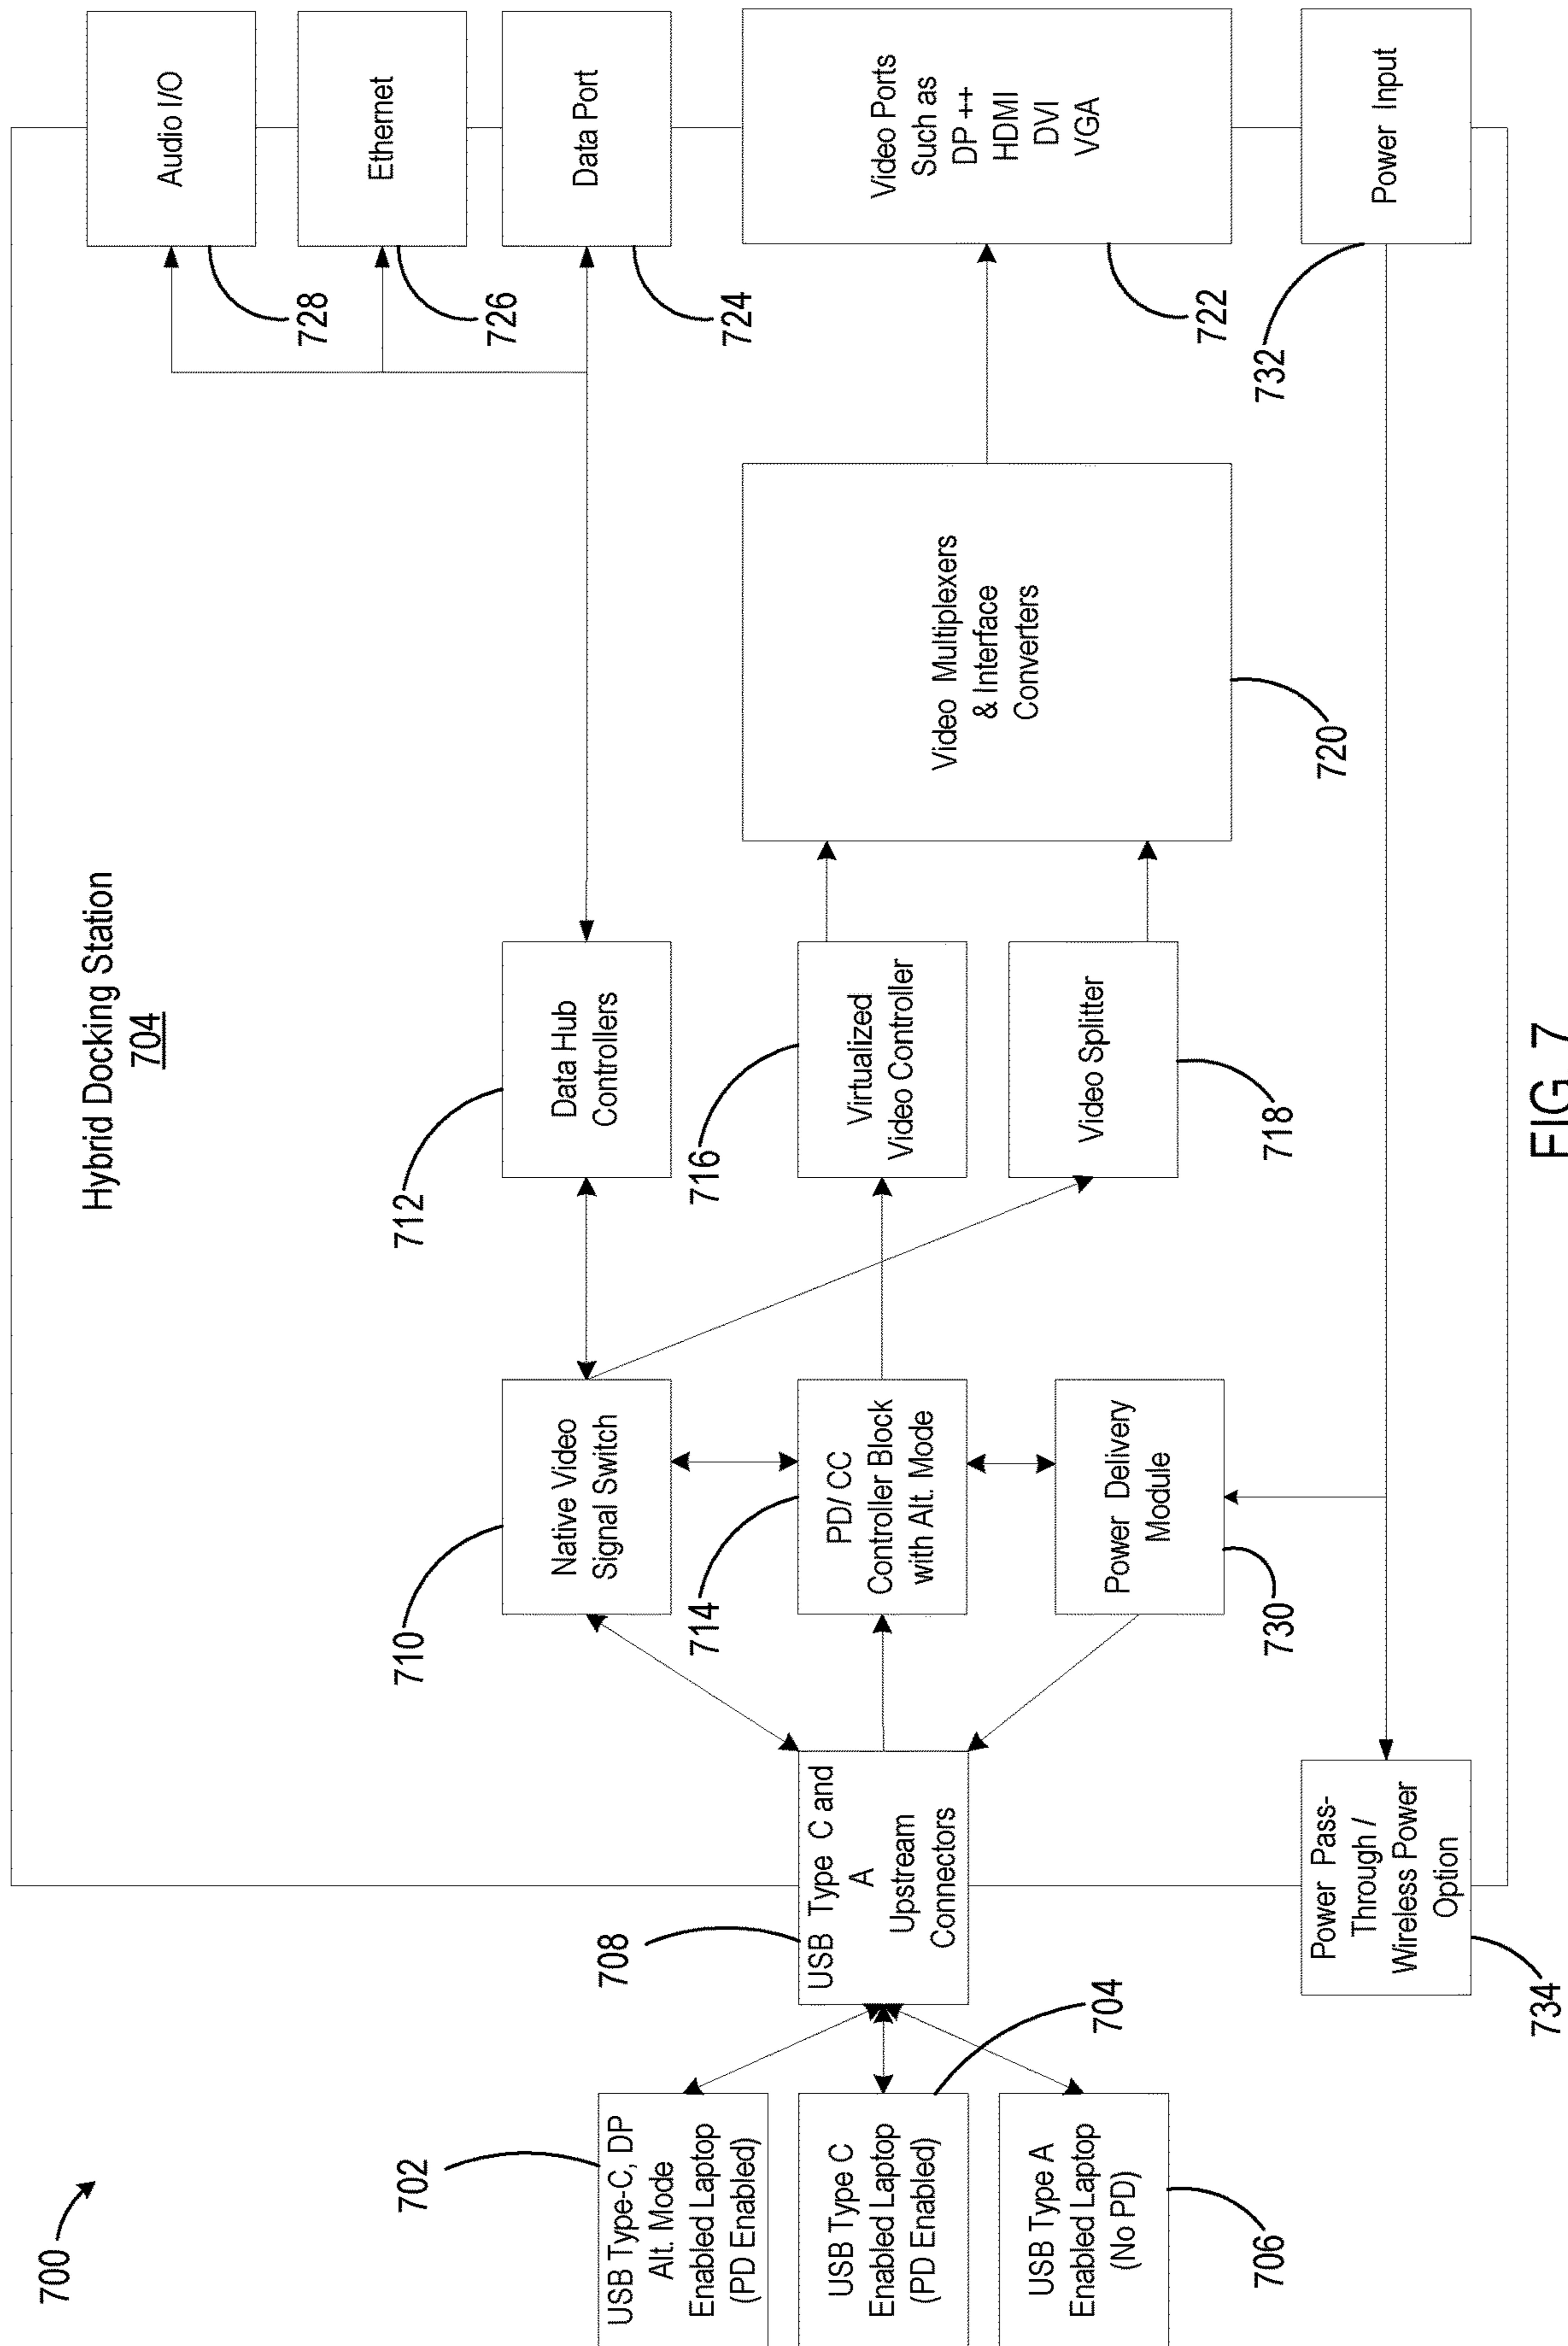 700
Hybrid Docking Station
704
702
USB Type-C, DP
Alt. Mode
Enabled Laptop
(PD Enabled)
USB Type C
Enabled Laptop
(PD Enabled)
704
USB Type A
Enabled Laptop
(No PD)
706
708
USB Type C and
A
Upstream
Connectors
710
Native Video
Signal Switch
714
PD/ CC
Controller Block
with Alt. Mode
Power Delivery
Module
730
712
Data Hub
Controllers
716
Virtualized
Video Controller
Video Splitter
718
Video Multiplexers
& Interface
Converters
720
Audio I/O
728
Ethernet
726
Data Port
724
Video Ports
Such as
DP ++
HDMI
DVI
VGA
722
732
Power Input
Power Pass-
Through /
Wireless Power
Option
734
FIG. 7